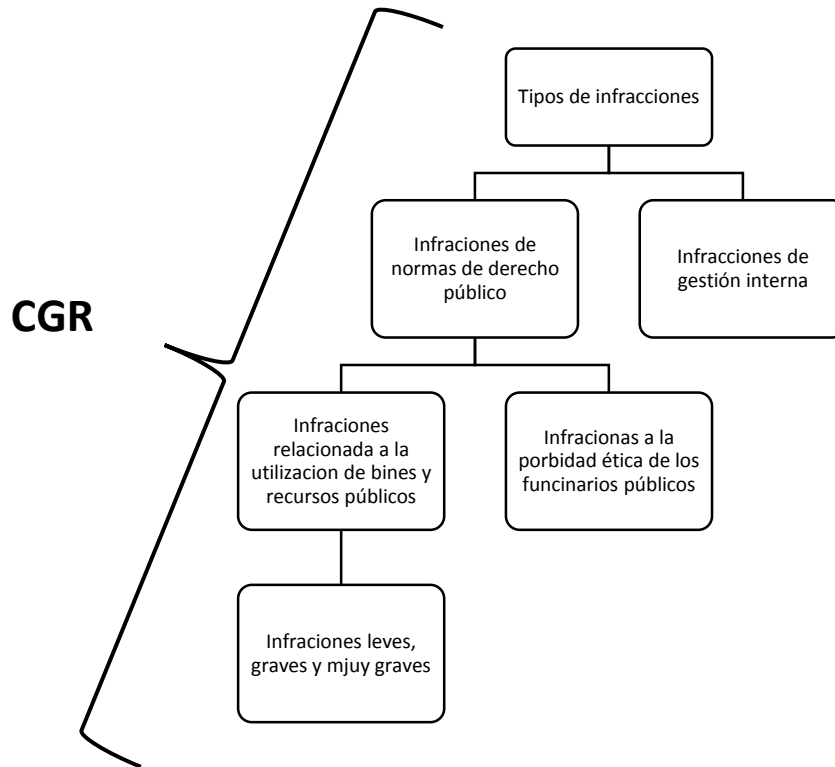 Tipos de infracciones
Infraciones de
normas de derecho
público
Infracciones de
gestión interna
CGR
Infraciones
relacionada a la
utilizacion de bines y
recursos públicos
Infracionas a la
porbidad ética de los
funcinarios públicos
Infraciones leves,
graves y mjuy graves